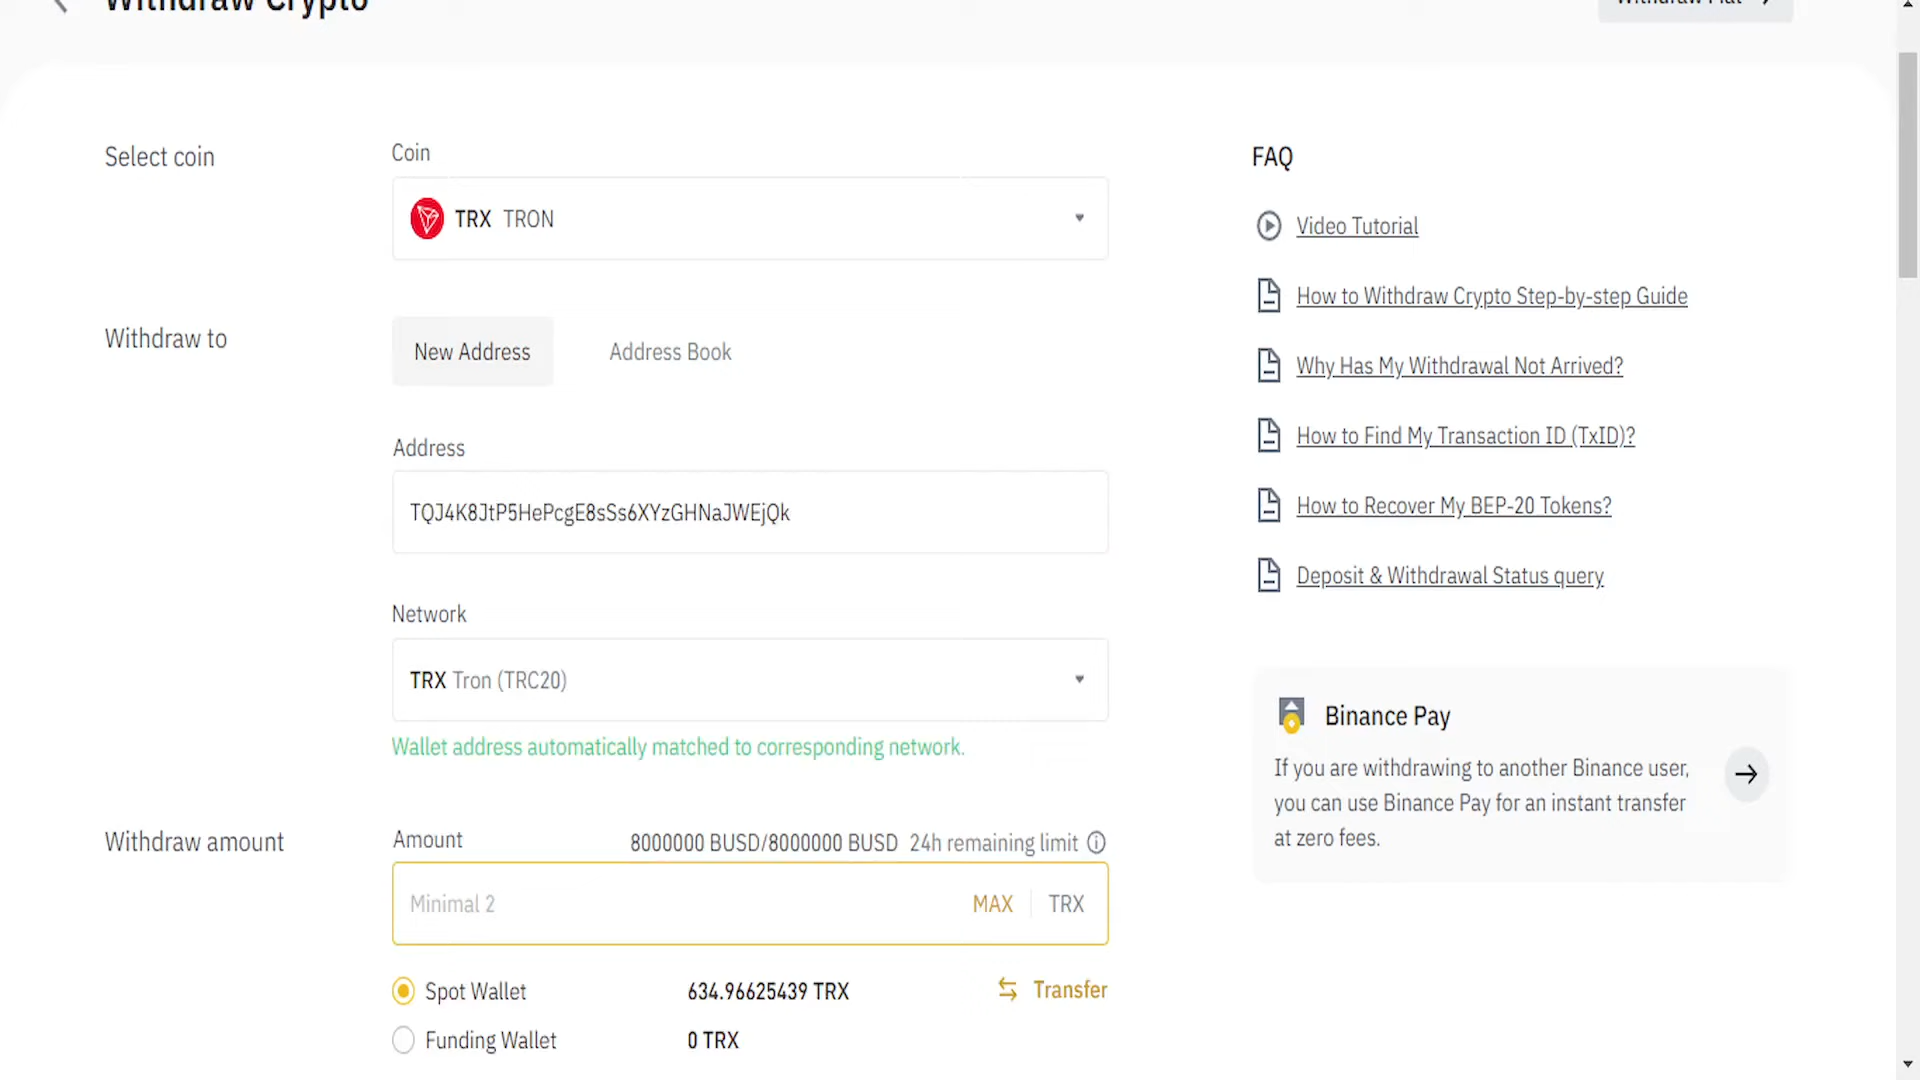 Withdraw Crypto
Withdraw Fiat
Select coin
Coin
TRX TRON
Withdraw to
New Address
Address Book
Address
TQJ4K8JtP5HePcgE8sSs6XYzGHNaJWEjQk
Network
TRX Tron (TRC20)
Wallet address automatically matched to corresponding network.
Withdraw amount
Amount
8000000 BUSD/8000000 BUSD 24h remaining limit
Minimal 2
MAX
TRX
Spot Wallet
634.96625439 TRX
Transfer
Funding Wallet
0 TRX
FAQ
Video Tutorial
How to Withdraw Crypto Step-by-step Guide
Why Has My Withdrawal Not Arrived?
How to Find My Transaction ID (TxID)?
How to Recover My BEP-20 Tokens?
Deposit & Withdrawal Status query
Binance Pay
If you are withdrawing to another Binance user,
you can use Binance Pay for an instant transfer
at zero fees.